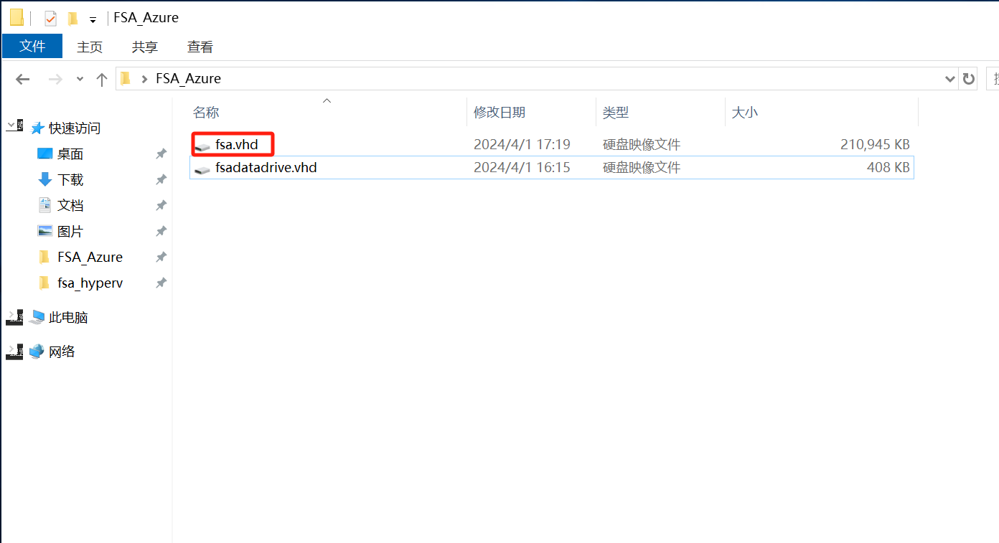 FSA_Azure
文件 主页 共享 查看
FSA_Azure
名称 修改日期 类型 大小
快速访问
桌面
下载
文档
图片
FSA_Azure
fsa_hyperv
此电脑
网络
fsa.vhd 2024/4/1 17:19 硬盘映像文件 210,945 KB
fsadatadrive.vhd 2024/4/1 16:15 硬盘映像文件 408 KB